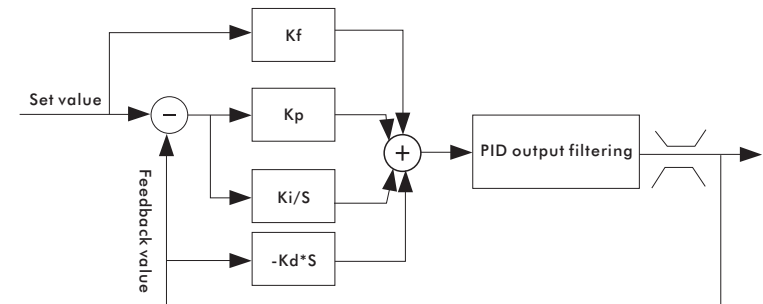 Kf
Set value
−
Kp
+
PID output filtering
Ki/S
Feedback value
-Kd*S